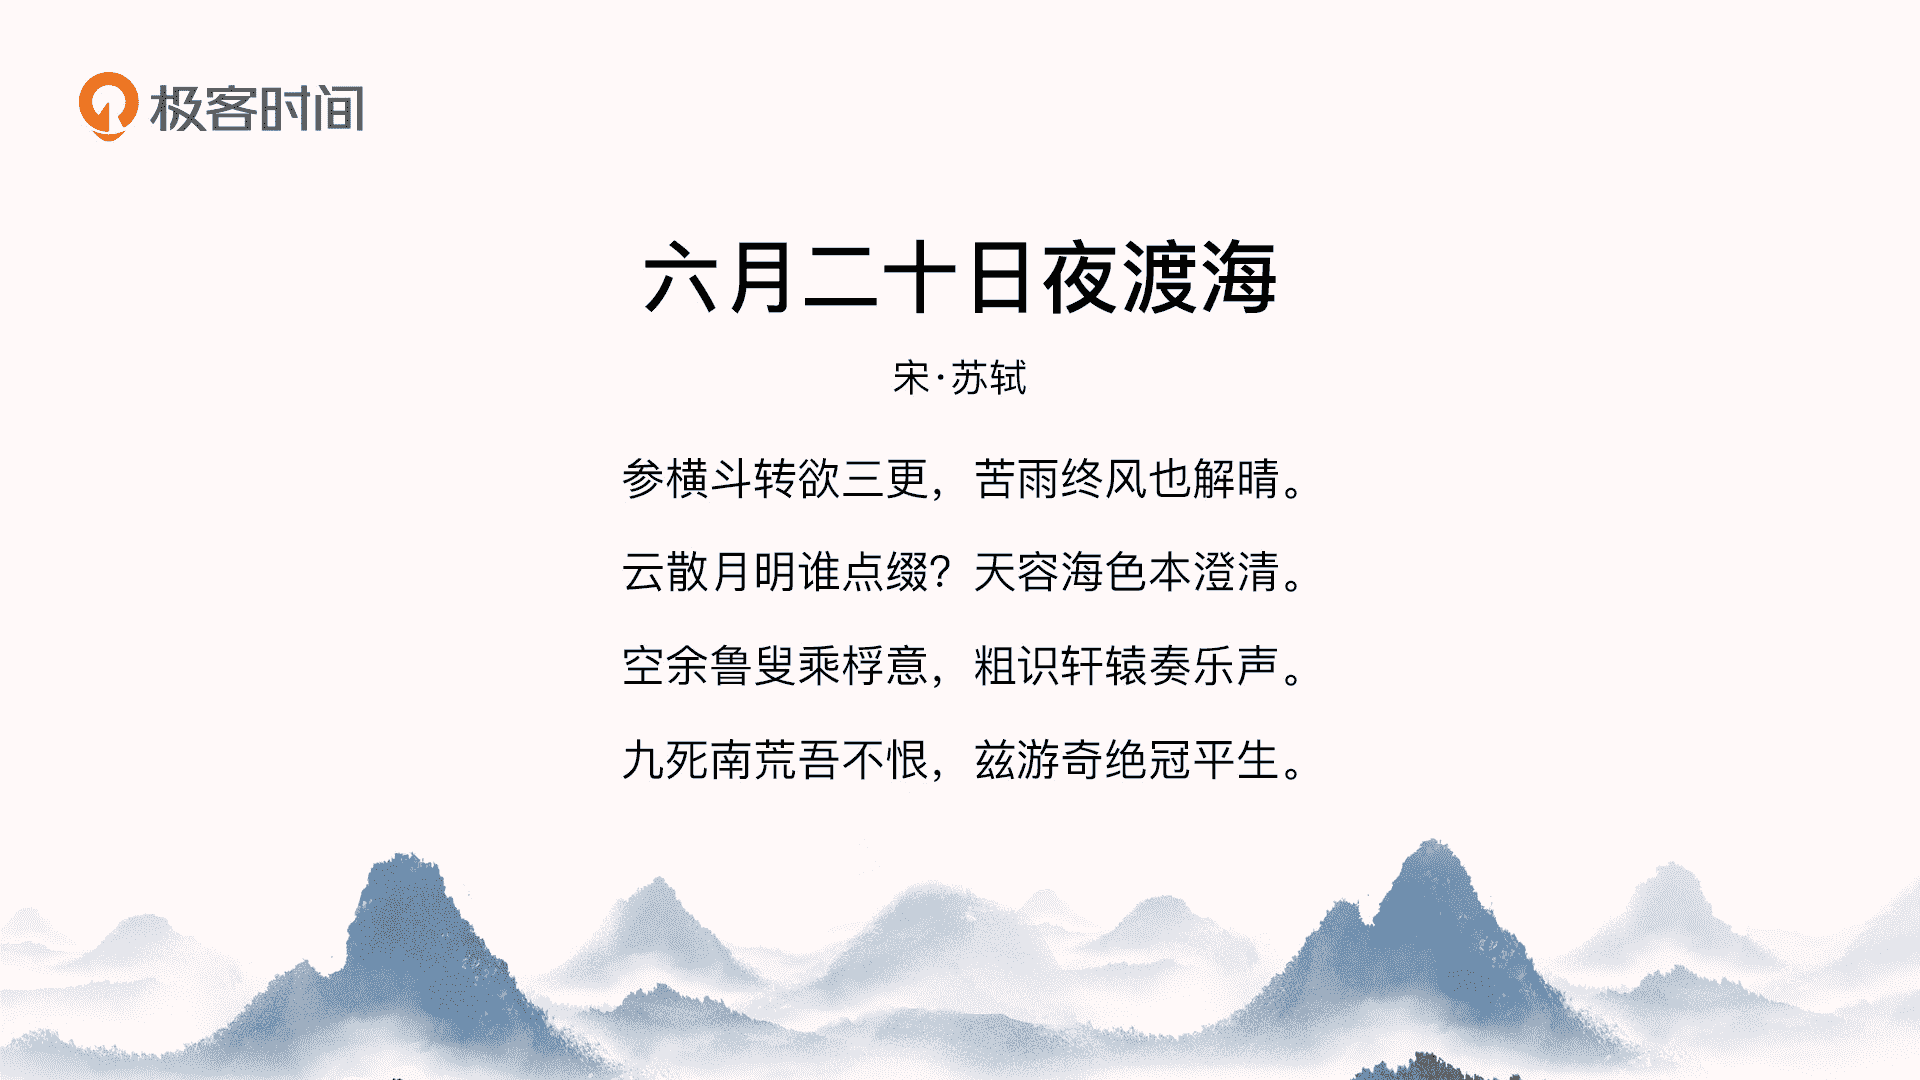 极客时间
六月二十日夜渡海
宋·苏轼
参横斗转欲三更，苦雨终风也解晴。
云散月明谁点缀？天容海色本澄清。
空余鲁叟乘桴意，粗识轩辕奏乐声。
九死南荒吾不恨，兹游奇绝冠平生。